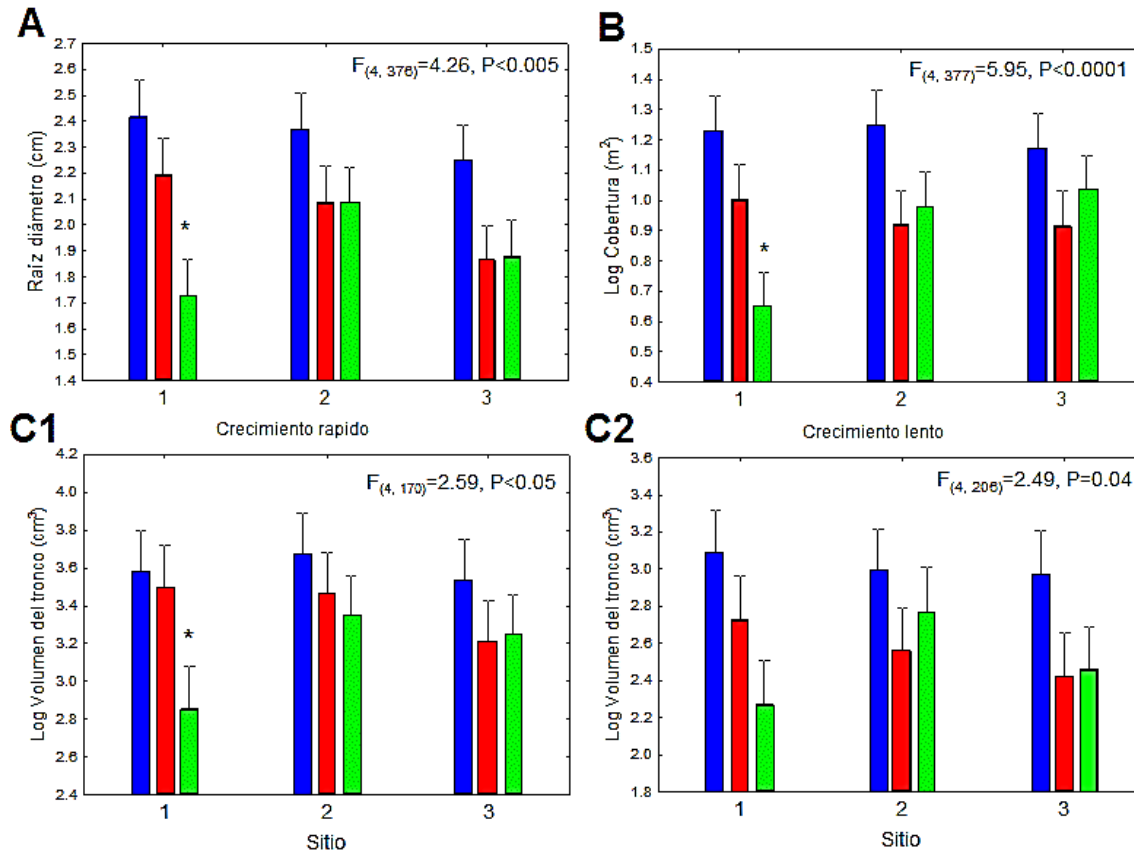 A
F(4, 376)=4.26, P<0.005
Raíz diámetro (cm)
2.7
2.6
2.5
2.4
2.3
2.2
2.1
2.0
1.9
1.8
1.7
1.6
1.5
1.4
*
1 2 3
B
F(4, 377)=5.95, P<0.0001
Log Cobertura (m²)
1.5
1.4
1.3
1.2
1.1
1.0
0.9
0.8
0.7
0.6
0.5
0.4
*
1 2 3
C1
Crecimiento rapido
F(4, 170)=2.59, P<0.05
Log Volumen del tronco (cm³)
4.2
4.0
3.8
3.6
3.4
3.2
3.0
2.8
2.6
2.4
*
1 2 3
Sitio
C2
Crecimiento lento
F(4, 206)=2.49, P=0.04
Log Volumen del tronco (cm³)
3.6
3.4
3.2
3.0
2.8
2.6
2.4
2.2
2.0
1.8
1 2 3
Sitio